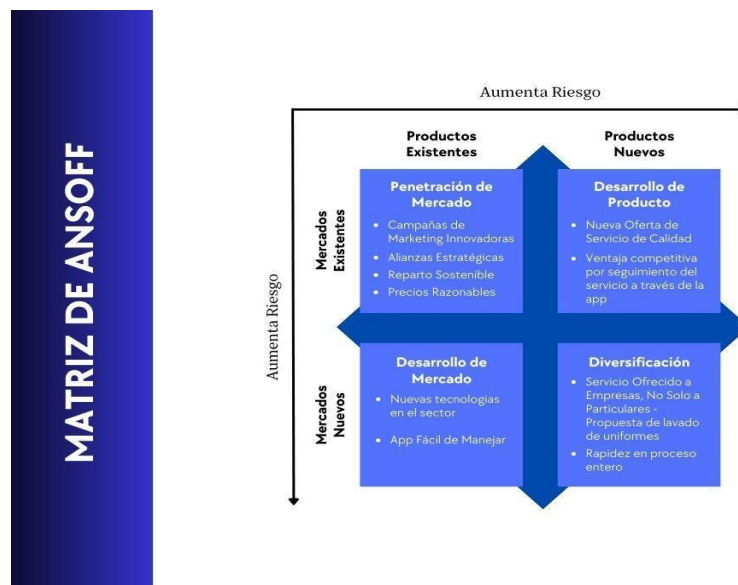 MATRIZ DE ANSOFF
Aumenta Riesgo
Aumenta Riesgo
Productos
Existentes
Productos
Nuevos
Mercados
Existentes
Penetración de
Mercado
• Campañas de
Marketing Innovadoras
• Alianzas Estratégicas
• Reparto Sostenible
• Precios Razonables
Desarrollo de
Producto
• Nueva Oferta de
Servicio de Calidad
• Ventaja competitiva
por seguimiento del
servicio a través de la
app
Mercados
Nuevos
Desarrollo de
Mercado
• Nuevas tecnologias
en el sector
• App Fácil de Manejar
Diversificación
• Servicio Ofrecido a
Empresas, No Solo a
Particulares -
Propuesta de lavado
de uniformes
• Rapidez en proceso
entero